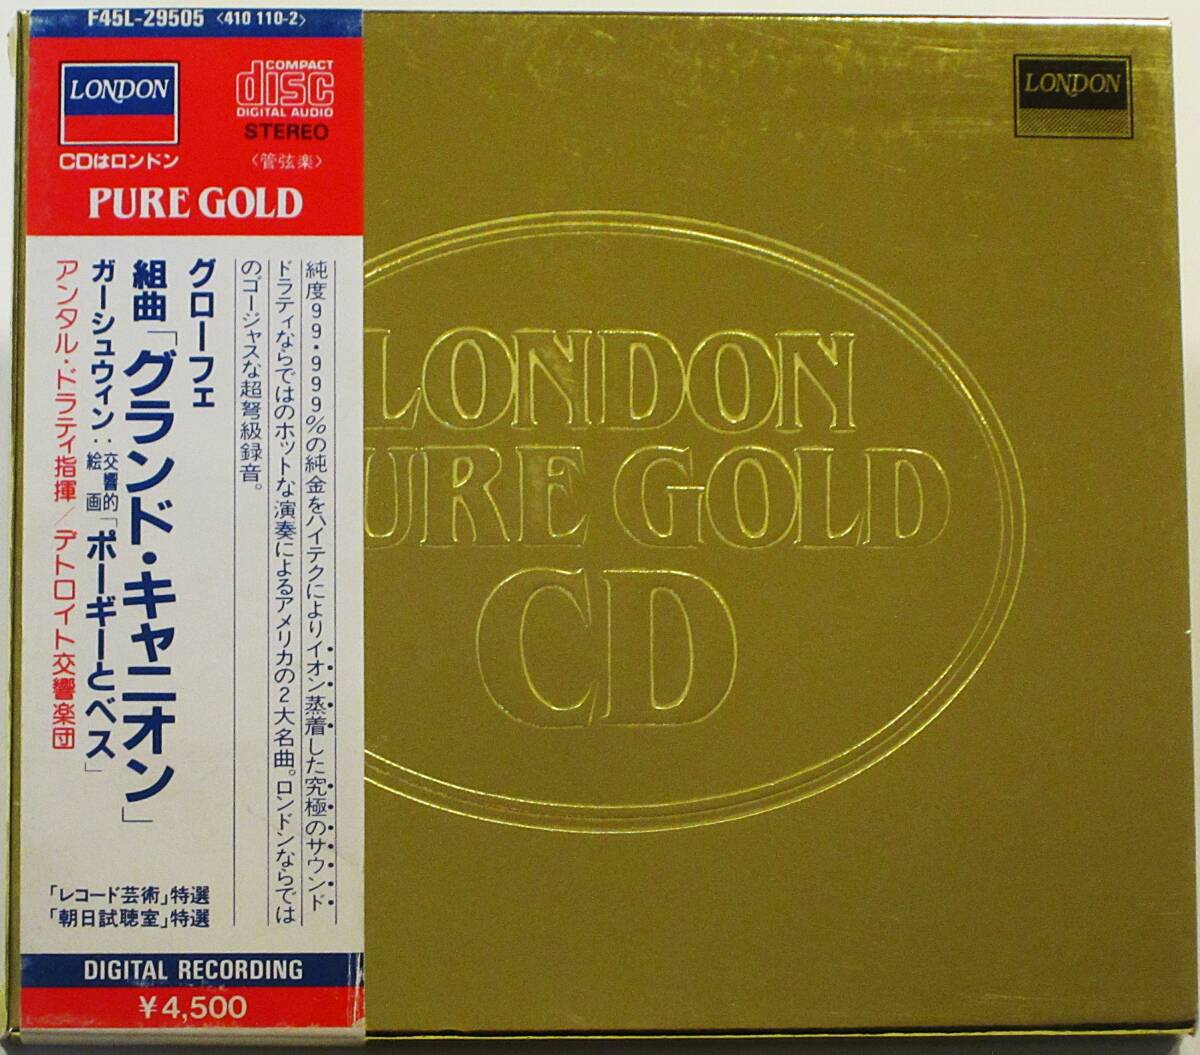 F45L-29505 〈410 110-2〉
LONDON
CDはロンドン
COMPACT
disc
DIGITAL AUDIO
STEREO
〈管弦楽〉
PURE GOLD
純度99・999%の純金をハイテクによりイオン蒸着した究極のサウンド
ドラティならではのホットな演奏によるアメリカの2大名曲。ロンドンならでは
のゴージャスな超弩級録音。
グローフェ
組曲「グランド・キャニオン」
ガーシュウィン:交響的絵画「ポーギーとベス」
アンタル・ドラティ指揮/デトロイト交響楽団
「レコード芸術」特選
「朝日試聴室」特選
DIGITAL RECORDING
¥4,500
LONDON
LONDON
URE GOLD
CD